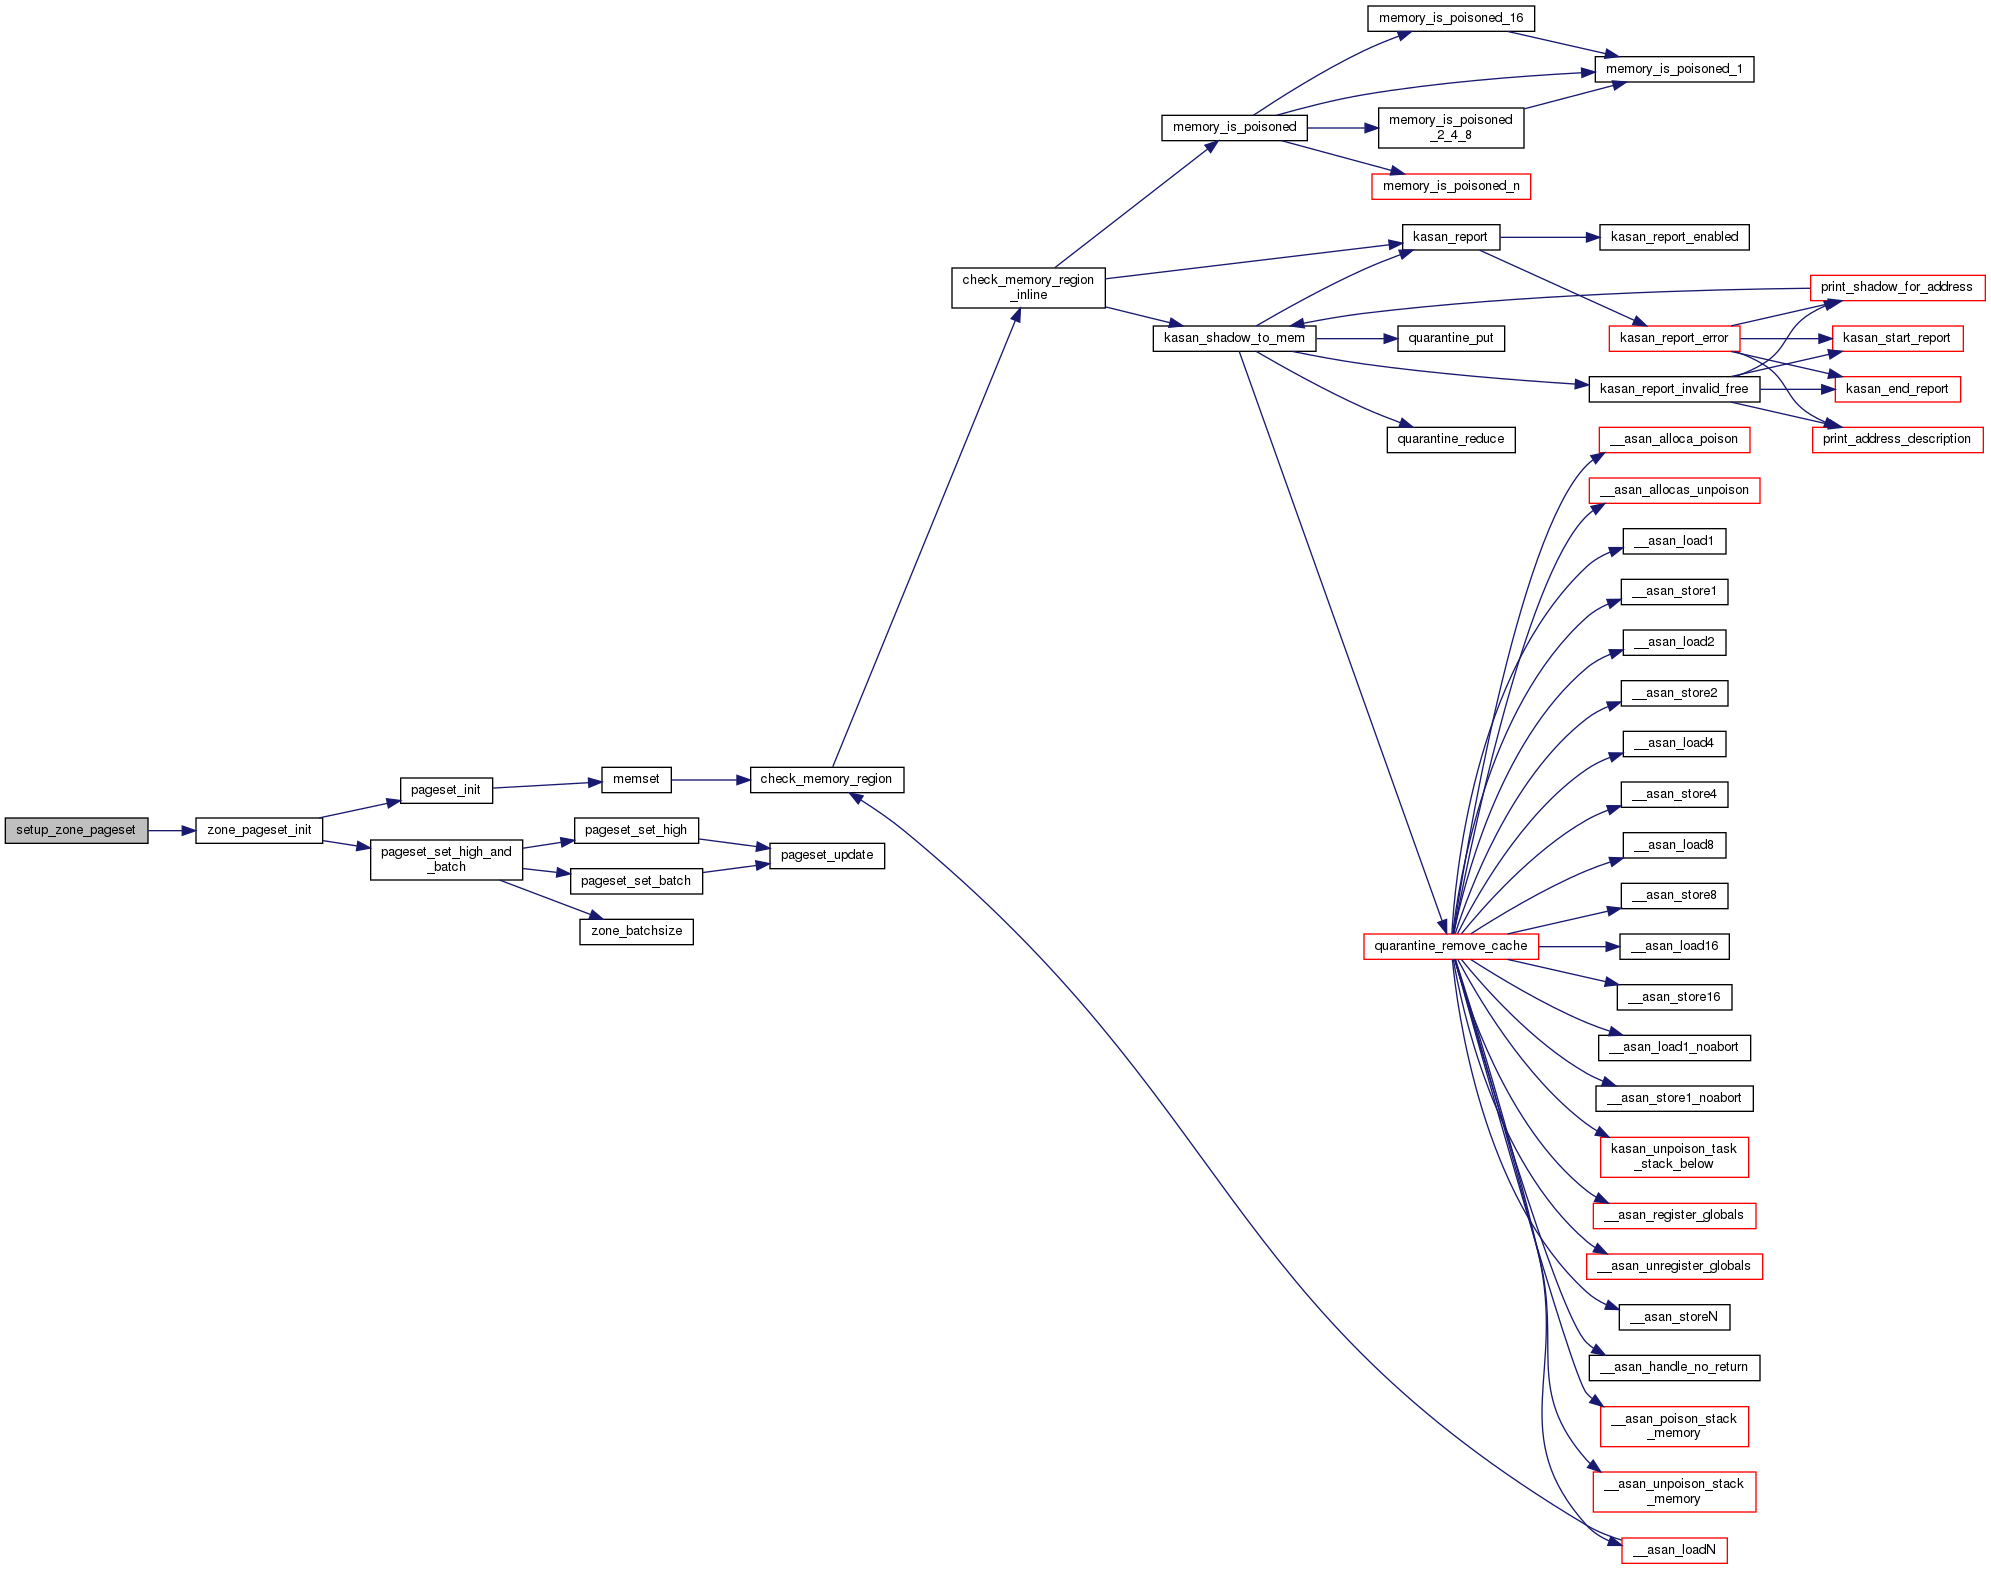 setup_zone_pageset
zone_pageset_init
pageset_init
pageset_set_high_and
_batch
memset
pageset_set_high
pageset_set_batch
zone_batchsize
check_memory_region
pageset_update
check_memory_region
_inline
memory_is_poisoned
kasan_shadow_to_mem
memory_is_poisoned_16
memory_is_poisoned
_2_4_8
memory_is_poisoned_n
kasan_report
quarantine_put
quarantine_reduce
quarantine_remove_cache
memory_is_poisoned_1
kasan_report_enabled
kasan_report_error
kasan_report_invalid_free
__asan_alloca_poison
__asan_allocas_unpoison
__asan_load1
__asan_store1
__asan_load2
__asan_store2
__asan_load4
__asan_store4
__asan_load8
__asan_store8
__asan_load16
__asan_store16
__asan_load1_noabort
__asan_store1_noabort
kasan_unpoison_task
_stack_below
__asan_register_globals
__asan_unregister_globals
__asan_storeN
__asan_handle_no_return
__asan_poison_stack
_memory
__asan_unpoison_stack
_memory
__asan_loadN
print_shadow_for_address
kasan_start_report
kasan_end_report
print_address_description